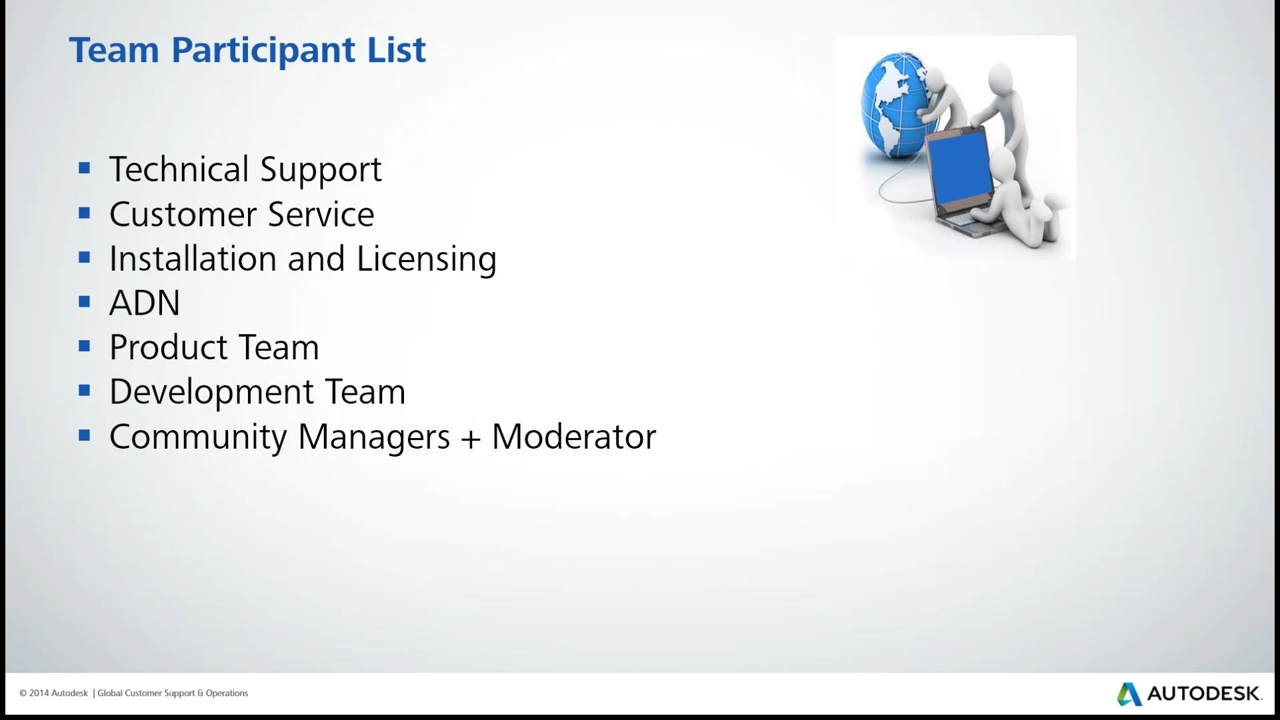 Team Participant List
Technical Support
Customer Service
Installation and Licensing
ADN
Product Team
Development Team
Community Managers + Moderator
© 2014 Autodesk | Global Customer Support & Operations
AUTODESK.